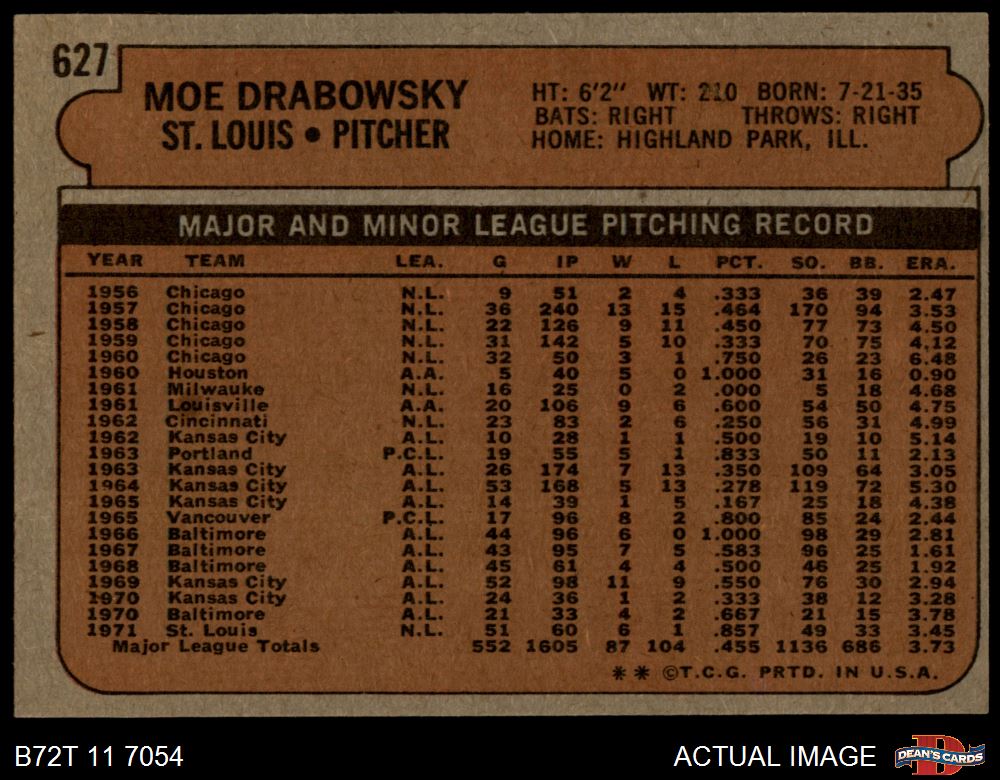 627
MOE DRABOWSKY
ST. LOUIS • PITCHER
HT: 6'2" WT: 210 BORN: 7-21-35
BATS: RIGHT THROWS: RIGHT
HOME: HIGHLAND PARK, ILL.
MAJOR AND MINOR LEAGUE PITCHING RECORD
YEAR TEAM LEA. G IP W L PCT. SO. BB. ERA.
1956 Chicago N.L. 9 51 2 4 .333 36 39 2.47
1957 Chicago N.L. 36 240 13 15 .464 170 94 3.53
1958 Chicago N.L. 22 126 9 11 .450 77 73 4.50
1959 Chicago N.L. 31 142 5 10 .333 70 75 4.12
1960 Chicago N.L. 32 50 3 1 .750 26 23 6.48
1960 Houston A.A. 5 40 5 0 1.000 31 16 0.90
1961 Milwauke N.L. 16 25 0 2 .000 5 18 4.68
1961 Louisville A.A. 20 106 9 6 .600 54 50 4.75
1962 Cincinnati N.L. 23 83 2 6 .250 56 31 4.99
1962 Kansas City A.L. 10 28 1 1 .500 19 10 5.14
1963 Portland P.C.L. 19 55 5 1 .833 50 11 2.13
1963 Kansas City A.L. 26 174 7 13 .350 109 64 3.05
1964 Kansas City A.L. 53 168 5 13 .278 119 72 5.30
1965 Kansas City A.L. 14 39 1 5 .167 25 18 4.38
1965 Vancouver P.C.L. 17 96 8 2 .800 85 24 2.44
1966 Baltimore A.L. 44 96 6 0 1.000 98 29 2.81
1967 Baltimore A.L. 43 95 7 5 .583 96 25 1.61
1968 Baltimore A.L. 45 61 4 4 .500 46 25 1.92
1969 Kansas City A.L. 52 98 11 9 .550 76 30 2.94
1970 Kansas City A.L. 24 36 1 2 .333 38 12 3.28
1970 Baltimore A.L. 21 33 4 2 .667 21 15 3.78
1971 St. Louis N.L. 51 60 6 1 .857 49 33 3.45
Major League Totals 552 1605 87 104 .455 1136 686 3.73
** ©T.C.G. PRTD. IN U.S.A.
B72T 11 7054
ACTUAL IMAGE
D
DEAN'S CARDS